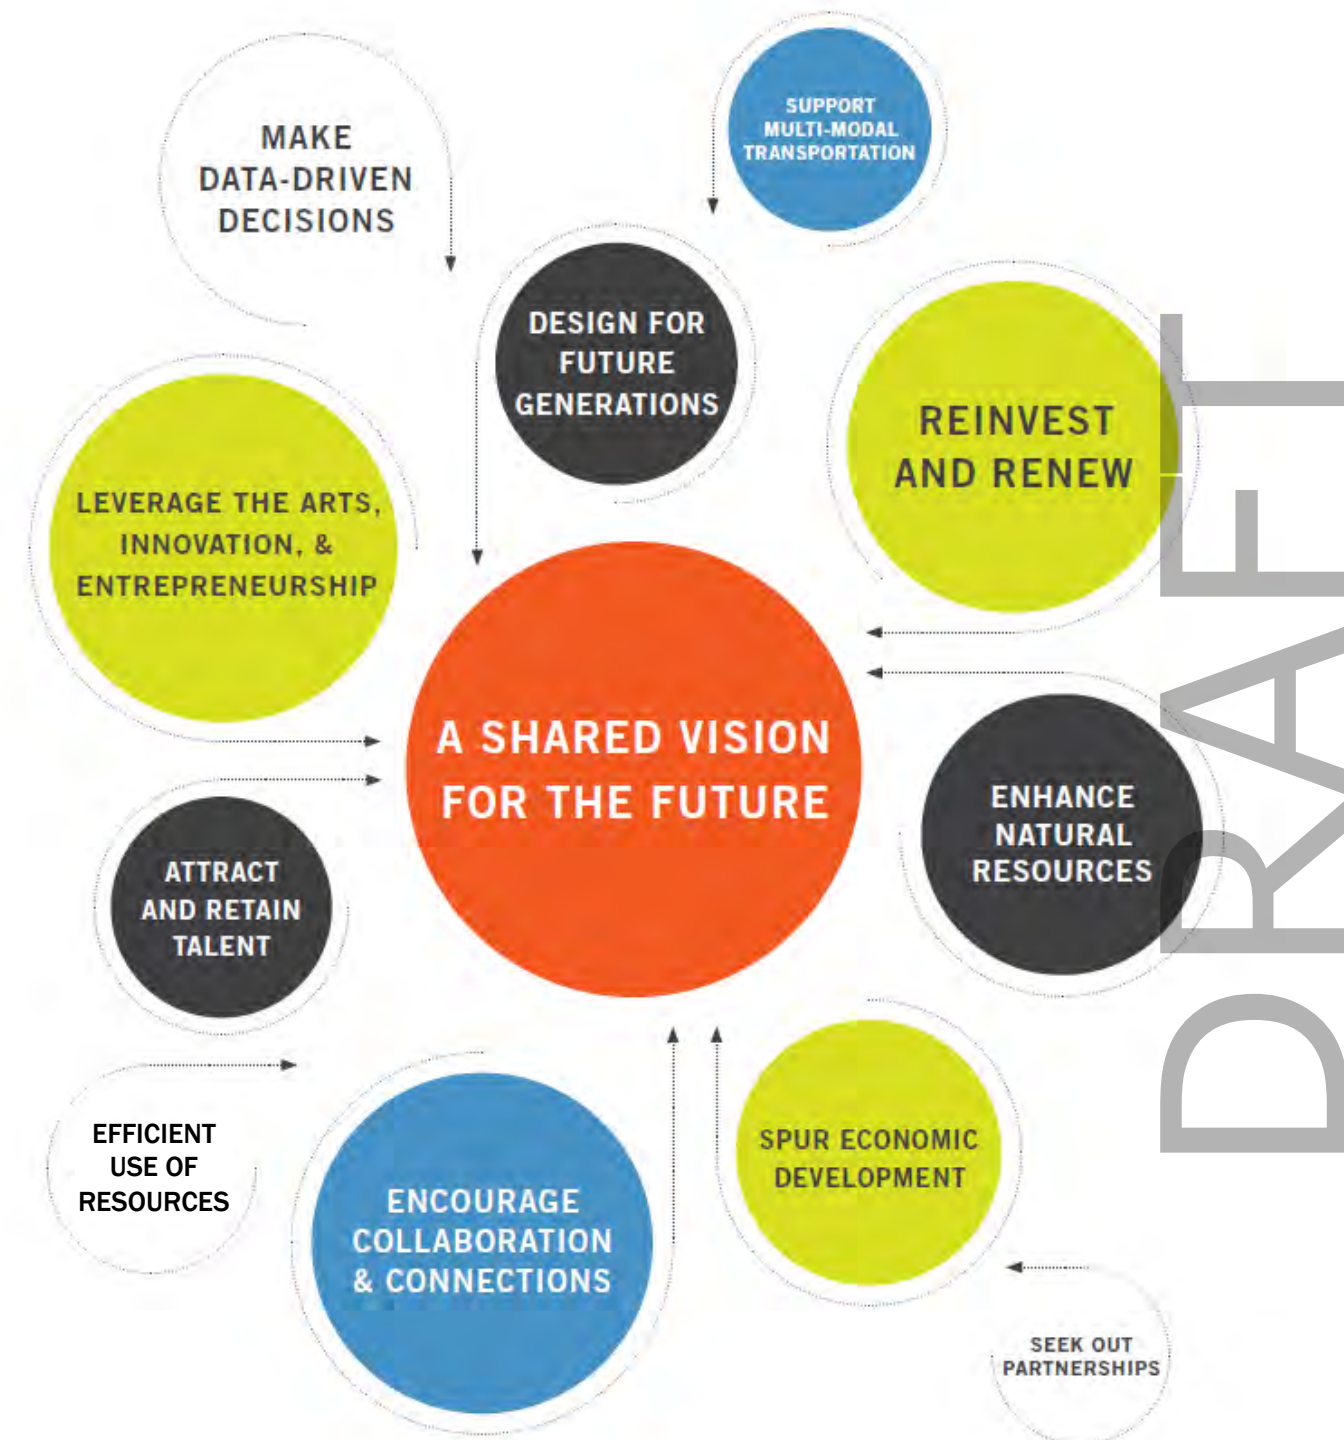 MAKE
DATA-DRIVEN
DECISIONS
SUPPORT
MULTI-MODAL
TRANSPORTATION
DESIGN FOR
FUTURE
GENERATIONS
REINVEST
AND RENEW
LEVERAGE THE ARTS,
INNOVATION, &
ENTREPRENEURSHIP
A SHARED VISION
FOR THE FUTURE
ENHANCE
NATURAL
RESOURCES
ATTRACT
AND RETAIN
TALENT
EFFICIENT
USE OF
RESOURCES
ENCOURAGE
COLLABORATION
& CONNECTIONS
SPUR ECONOMIC
DEVELOPMENT
SEEK OUT
PARTNERSHIPS
DRAFT